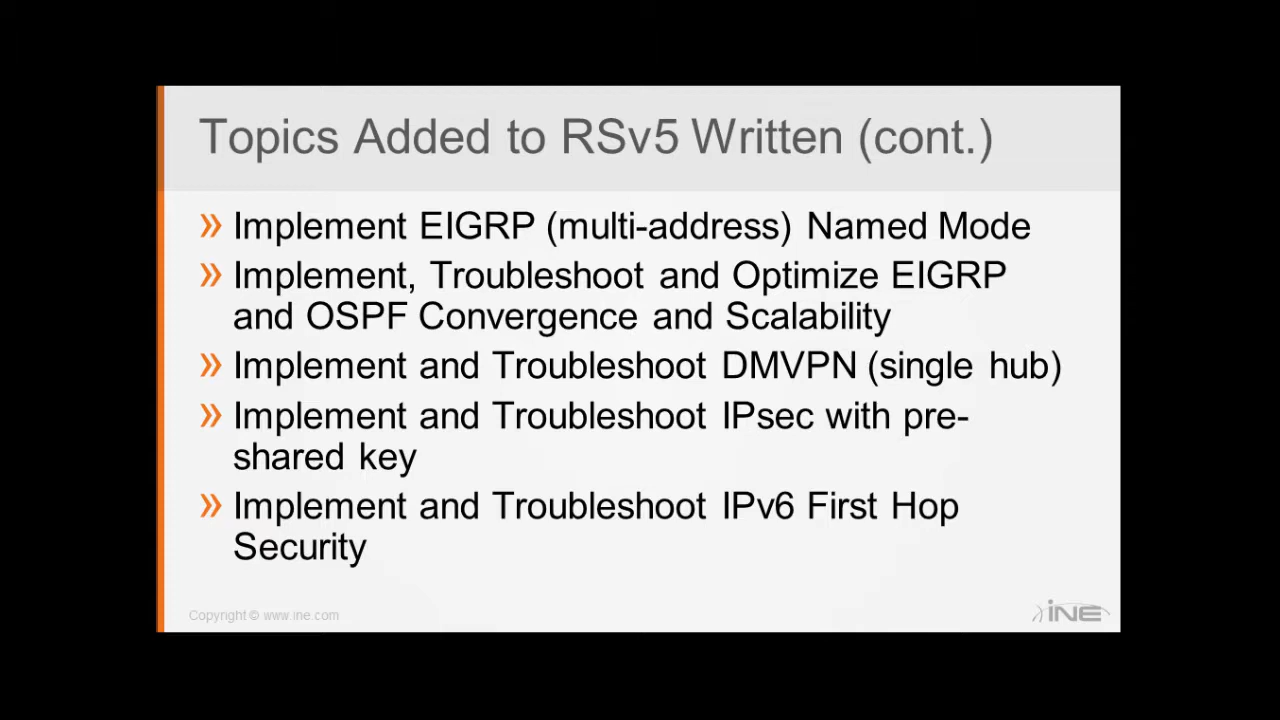 Topics Added to RSv5 Written (cont.)
» Implement EIGRP (multi-address) Named Mode
» Implement, Troubleshoot and Optimize EIGRP
and OSPF Convergence and Scalability
» Implement and Troubleshoot DMVPN (single hub)
» Implement and Troubleshoot IPsec with pre-
shared key
» Implement and Troubleshoot IPv6 First Hop
Security
Copyright © www.ine.com
iNE